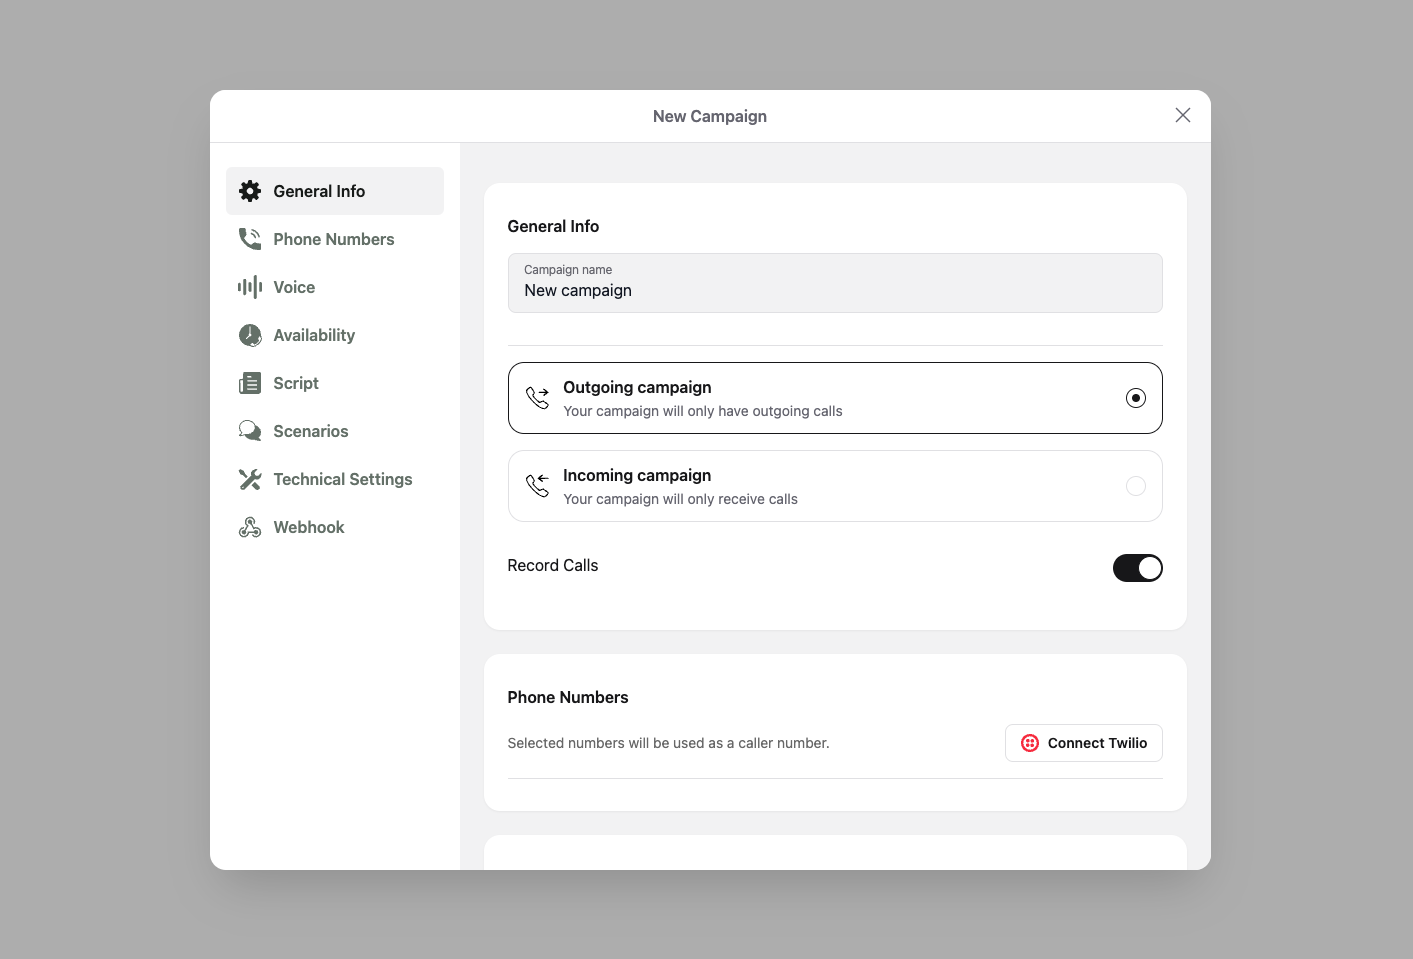 New Campaign
General Info
Phone Numbers
Voice
Availability
Script
Scenarios
Technical Settings
Webhook
General Info
Campaign name
New campaign
Outgoing campaign
Your campaign will only have outgoing calls
Incoming campaign
Your campaign will only receive calls
Record Calls
Phone Numbers
Selected numbers will be used as a caller number.
Connect Twilio